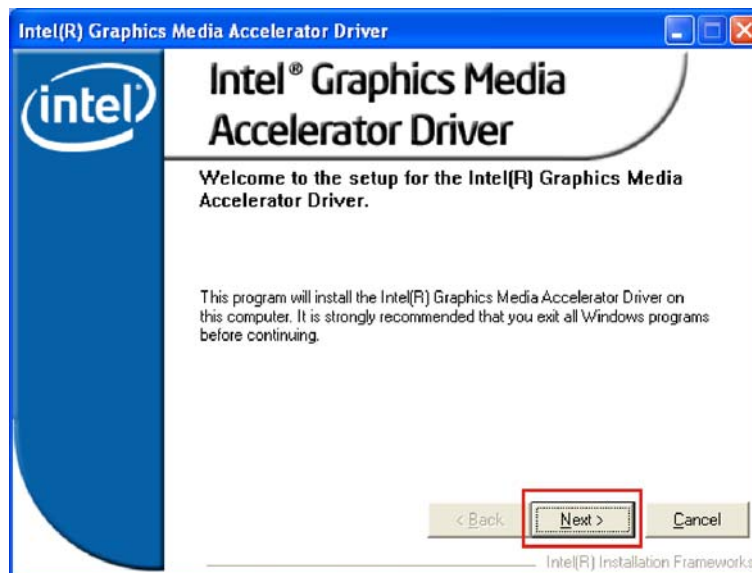 Intel(R) Graphics Media Accelerator Driver
intel
Intel® Graphics Media
Accelerator Driver
Welcome to the setup for the Intel(R) Graphics Media
Accelerator Driver.
This program will install the Intel(R) Graphics Media Accelerator Driver on
this computer. It is strongly recommended that you exit all Windows programs
before continuing.
< Back
Next >
Cancel
Intel(R) Installation Frameworks